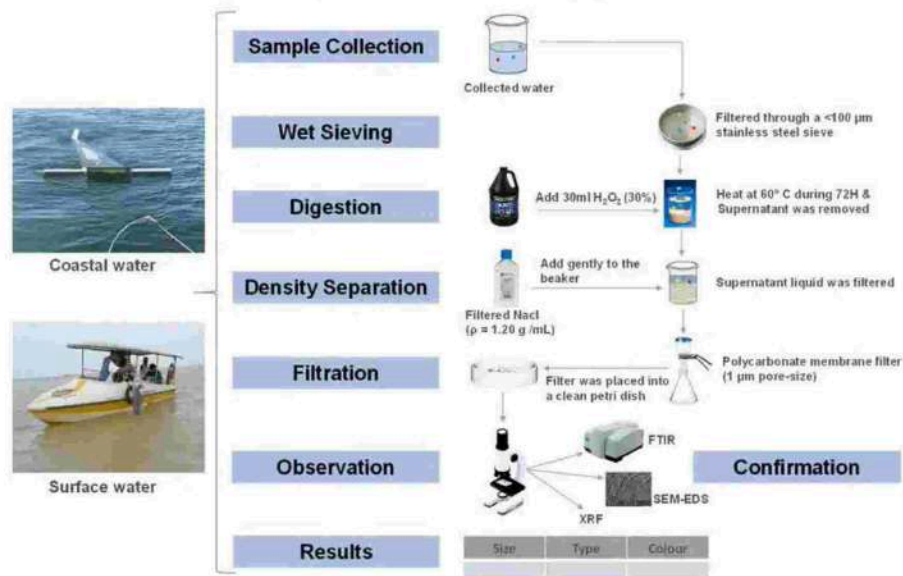 Sample Collection
Collected water
Wet Sieving
Filtered through a <100 μm
stainless steel sieve
Coastal water
Digestion
Add 30ml H₂O₂ (30%)
Heat at 60° C during 72H &
Supernatant was removed
Density Separation
Add gently to the
beaker
Supernatant liquid was filtered
Filtered Nacl
(ρ = 1.20 g /mL)
Filtration
Filter was placed into
a clean petri dish
Polycarbonate membrane filter
(1 μm pore-size)
Surface water
Observation
FTIR
SEM-EDS
XRF
Confirmation
Results
Size Type Colour